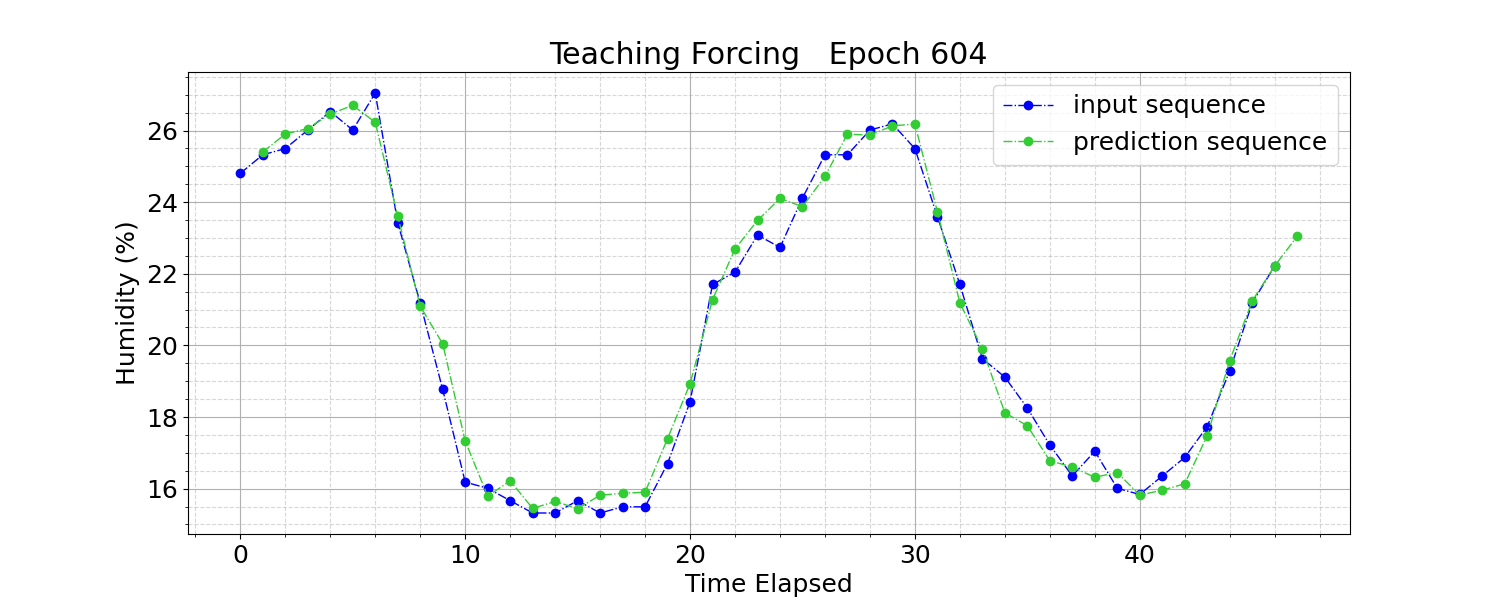 Teaching Forcing   Epoch 604
input sequence
prediction sequence
Humidity (%)
26
24
22
20
18
16
0 10 20 30 40
Time Elapsed